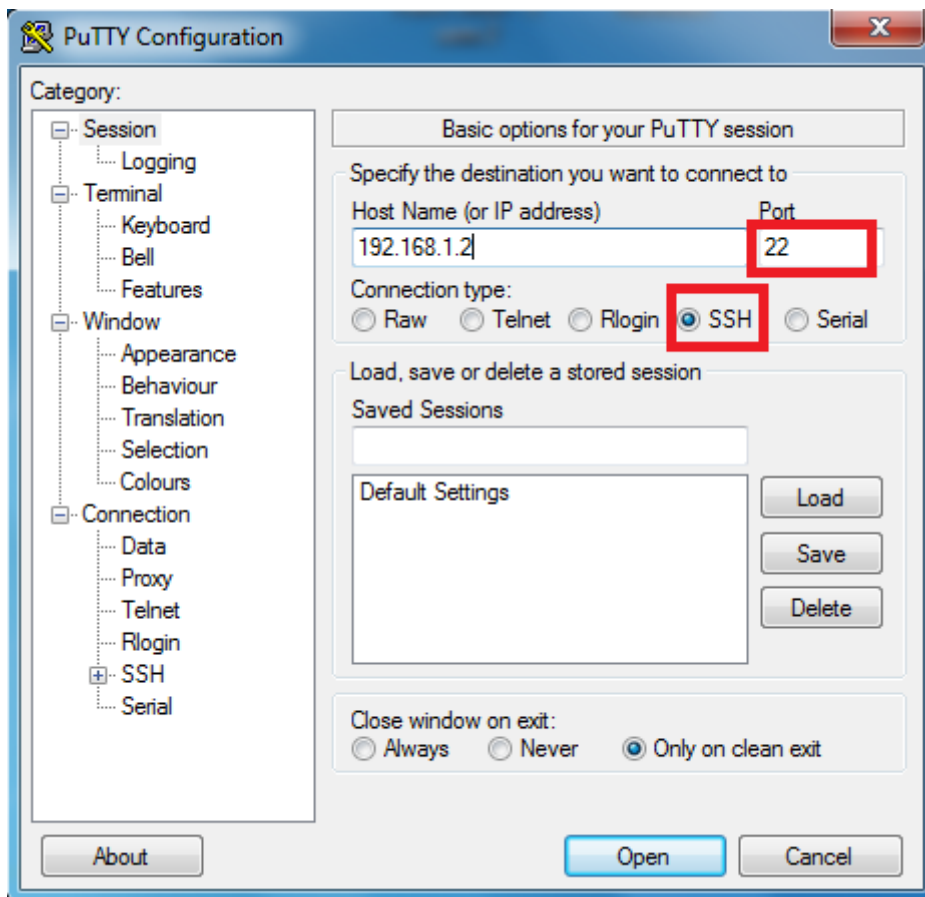 PuTTY Configuration
x
Category:
Session
Logging
Terminal
Keyboard
Bell
Features
Window
Appearance
Behaviour
Translation
Selection
Colours
Connection
Data
Proxy
Telnet
Rlogin
SSH
Serial
Basic options for your PuTTY session
Specify the destination you want to connect to
Host Name (or IP address) Port
192.168.1.2 22
Connection type:
Raw Telnet Rlogin SSH Serial
Load, save or delete a stored session
Saved Sessions
Default Settings
Load
Save
Delete
Close window on exit:
Always Never Only on clean exit
About Open Cancel